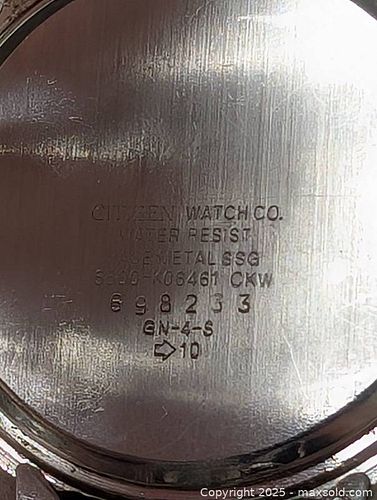 CITIZEN WATCH CO.
WATER RESIST
METAL SSG
K06461 CKW
698233
GN-4-S
⇨10
Copyright © 2025 - maxsold.com